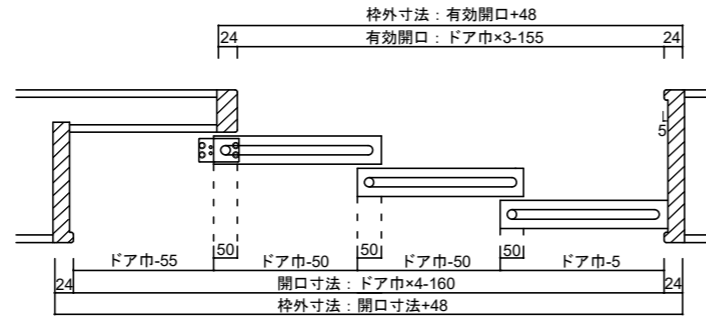 枠外寸法：有効開口+48
24 有効開口：ドア巾×3-155 24
L
5
50 50 50
ドア巾-55 ドア巾-50 ドア巾-50 ドア巾-5
24 開口寸法：ドア巾×4-160 24
枠外寸法：開口寸法+48